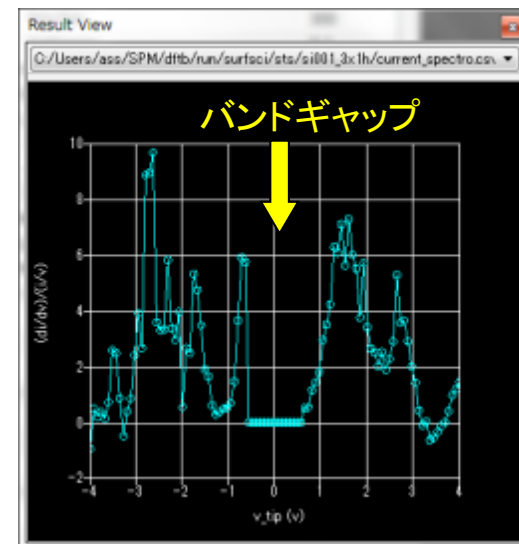 Result View
C:/Users/ass/SPM/dftb/run/surfsci/sts/si001_3x1h/current_spectro.csv
バンドギャップ
10
8
6
4
2
0
-2
-4 -3 -2 -1 0 1 2 3 4
(di/dv)/(i/v)
v_tip (v)